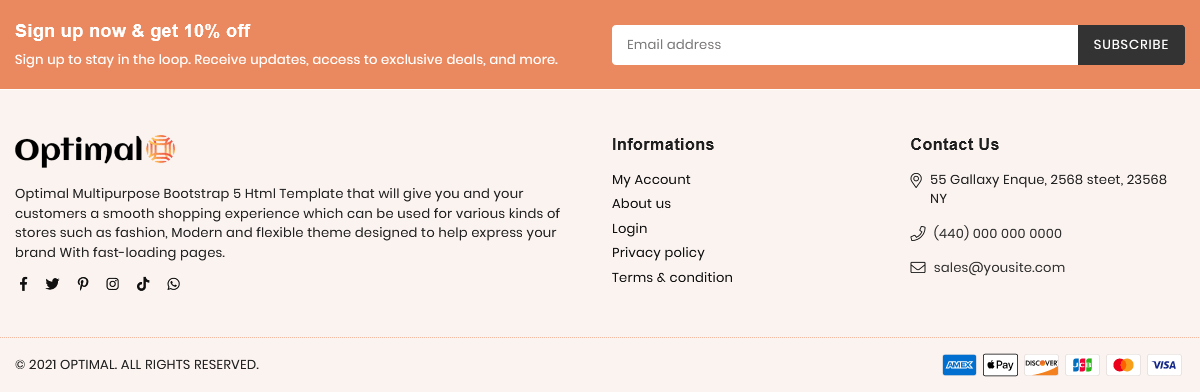 Sign up now & get 10% off
Sign up to stay in the loop. Receive updates, access to exclusive deals, and more.
Email address
SUBSCRIBE
Optimal
Optimal Multipurpose Bootstrap 5 Html Template that will give you and your
customers a smooth shopping experience which can be used for various kinds of
stores such as fashion, Modern and flexible theme designed to help express your
brand With fast-loading pages.
Informations
My Account
About us
Login
Privacy policy
Terms & condition
Contact Us
55 Gallaxy Enque, 2568 steet, 23568
NY
(440) 000 000 0000
sales@yousite.com
© 2021 OPTIMAL. ALL RIGHTS RESERVED.
AMEX
Pay
DISCOVER
JCB
VISA